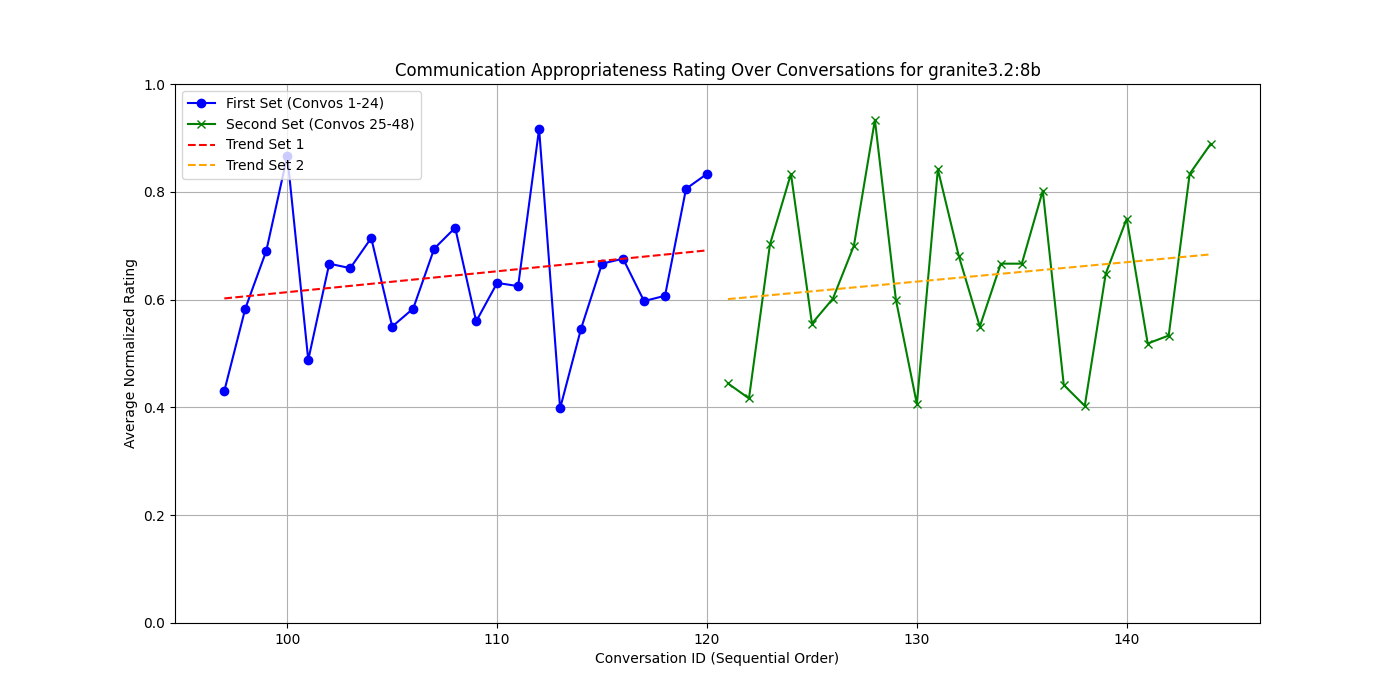 Communication Appropriateness Rating Over Conversations for granite3.2:8b
First Set (Convos 1-24)
Second Set (Convos 25-48)
Trend Set 1
Trend Set 2
Average Normalized Rating
1.0
0.8
0.6
0.4
0.2
0.0
100
110
120
130
140
Conversation ID (Sequential Order)